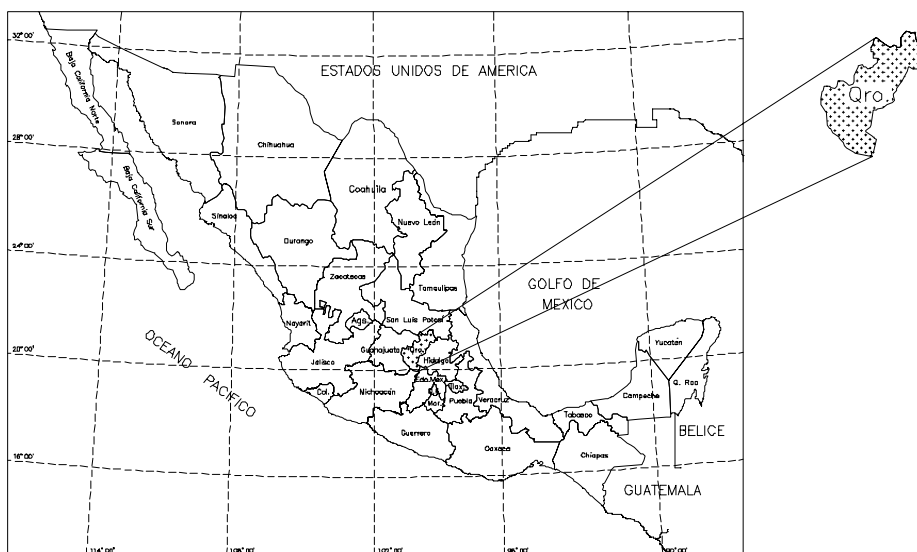 32°00'
ESTADOS UNIDOS DE AMERICA
Qro.
Baja California Norte
Sonora
28°00'
Chihuahua
Coahuila
Baja California Sur
Sinaloa
Nuevo León
24°00'
Durango
Zacatecas
Tamaulipas
GOLFO DE
MEXICO
Nayarit
Ags.
San Luis Potosí
OCEANO PACIFICO
20°00'
Guanajuato
Qro.
Hidalgo
Yucatán
Jalisco
Edo.Mex.
Tlax.
Q. Roo
Col.
Michoacán
Mor.
Puebla
Veracruz
Campeche
Tabasco
Guerrero
Oaxaca
Chiapas
BELICE
16°00'
GUATEMALA